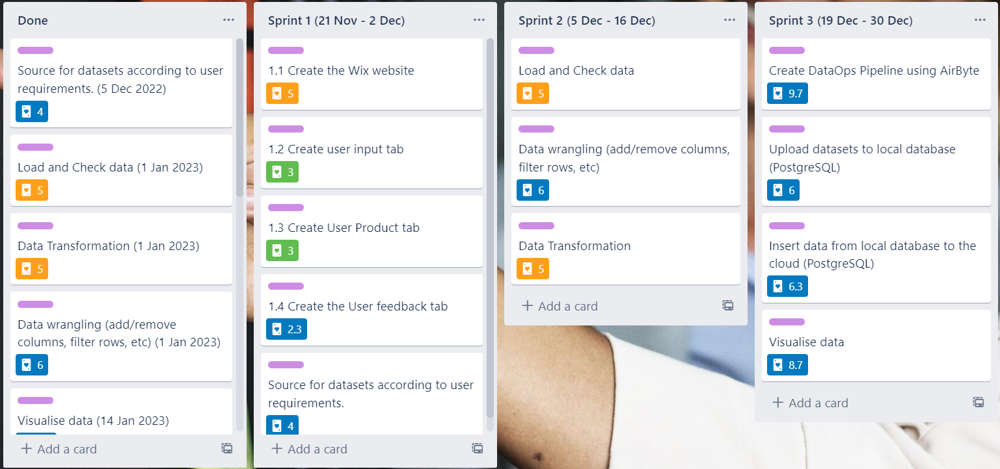 Done
Source for datasets according to user
requirements. (5 Dec 2022)
4
Load and Check data (1 Jan 2023)
5
Data Transformation (1 Jan 2023)
5
Data wrangling (add/remove
columns, filter rows, etc) (1 Jan 2023)
6
Visualise data (14 Jan 2023)
Add a card
Sprint 1 (21 Nov - 2 Dec)
1.1 Create the Wix website
5
1.2 Create user input tab
3
1.3 Create User Product tab
3
1.4 Create the User feedback tab
2.3
Source for datasets according to user
requirements.
4
Add a card
Sprint 2 (5 Dec - 16 Dec)
Load and Check data
5
Data wrangling (add/remove columns,
filter rows, etc)
6
Data Transformation
5
Add a card
Sprint 3 (19 Dec - 30 Dec)
Create DataOps Pipeline using AirByte
9.7
Upload datasets to local database
(PostgreSQL)
6
Insert data from local database to the
cloud (PostgreSQL)
6.3
Visualise data
8.7
Add a card